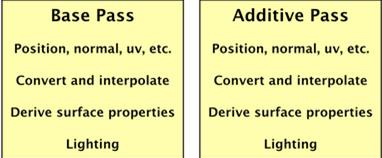 Base Pass
Position, normal, uv, etc.
Convert and interpolate
Derive surface properties
Lighting
Additive Pass
Position, normal, uv, etc.
Convert and interpolate
Derive surface properties
Lighting